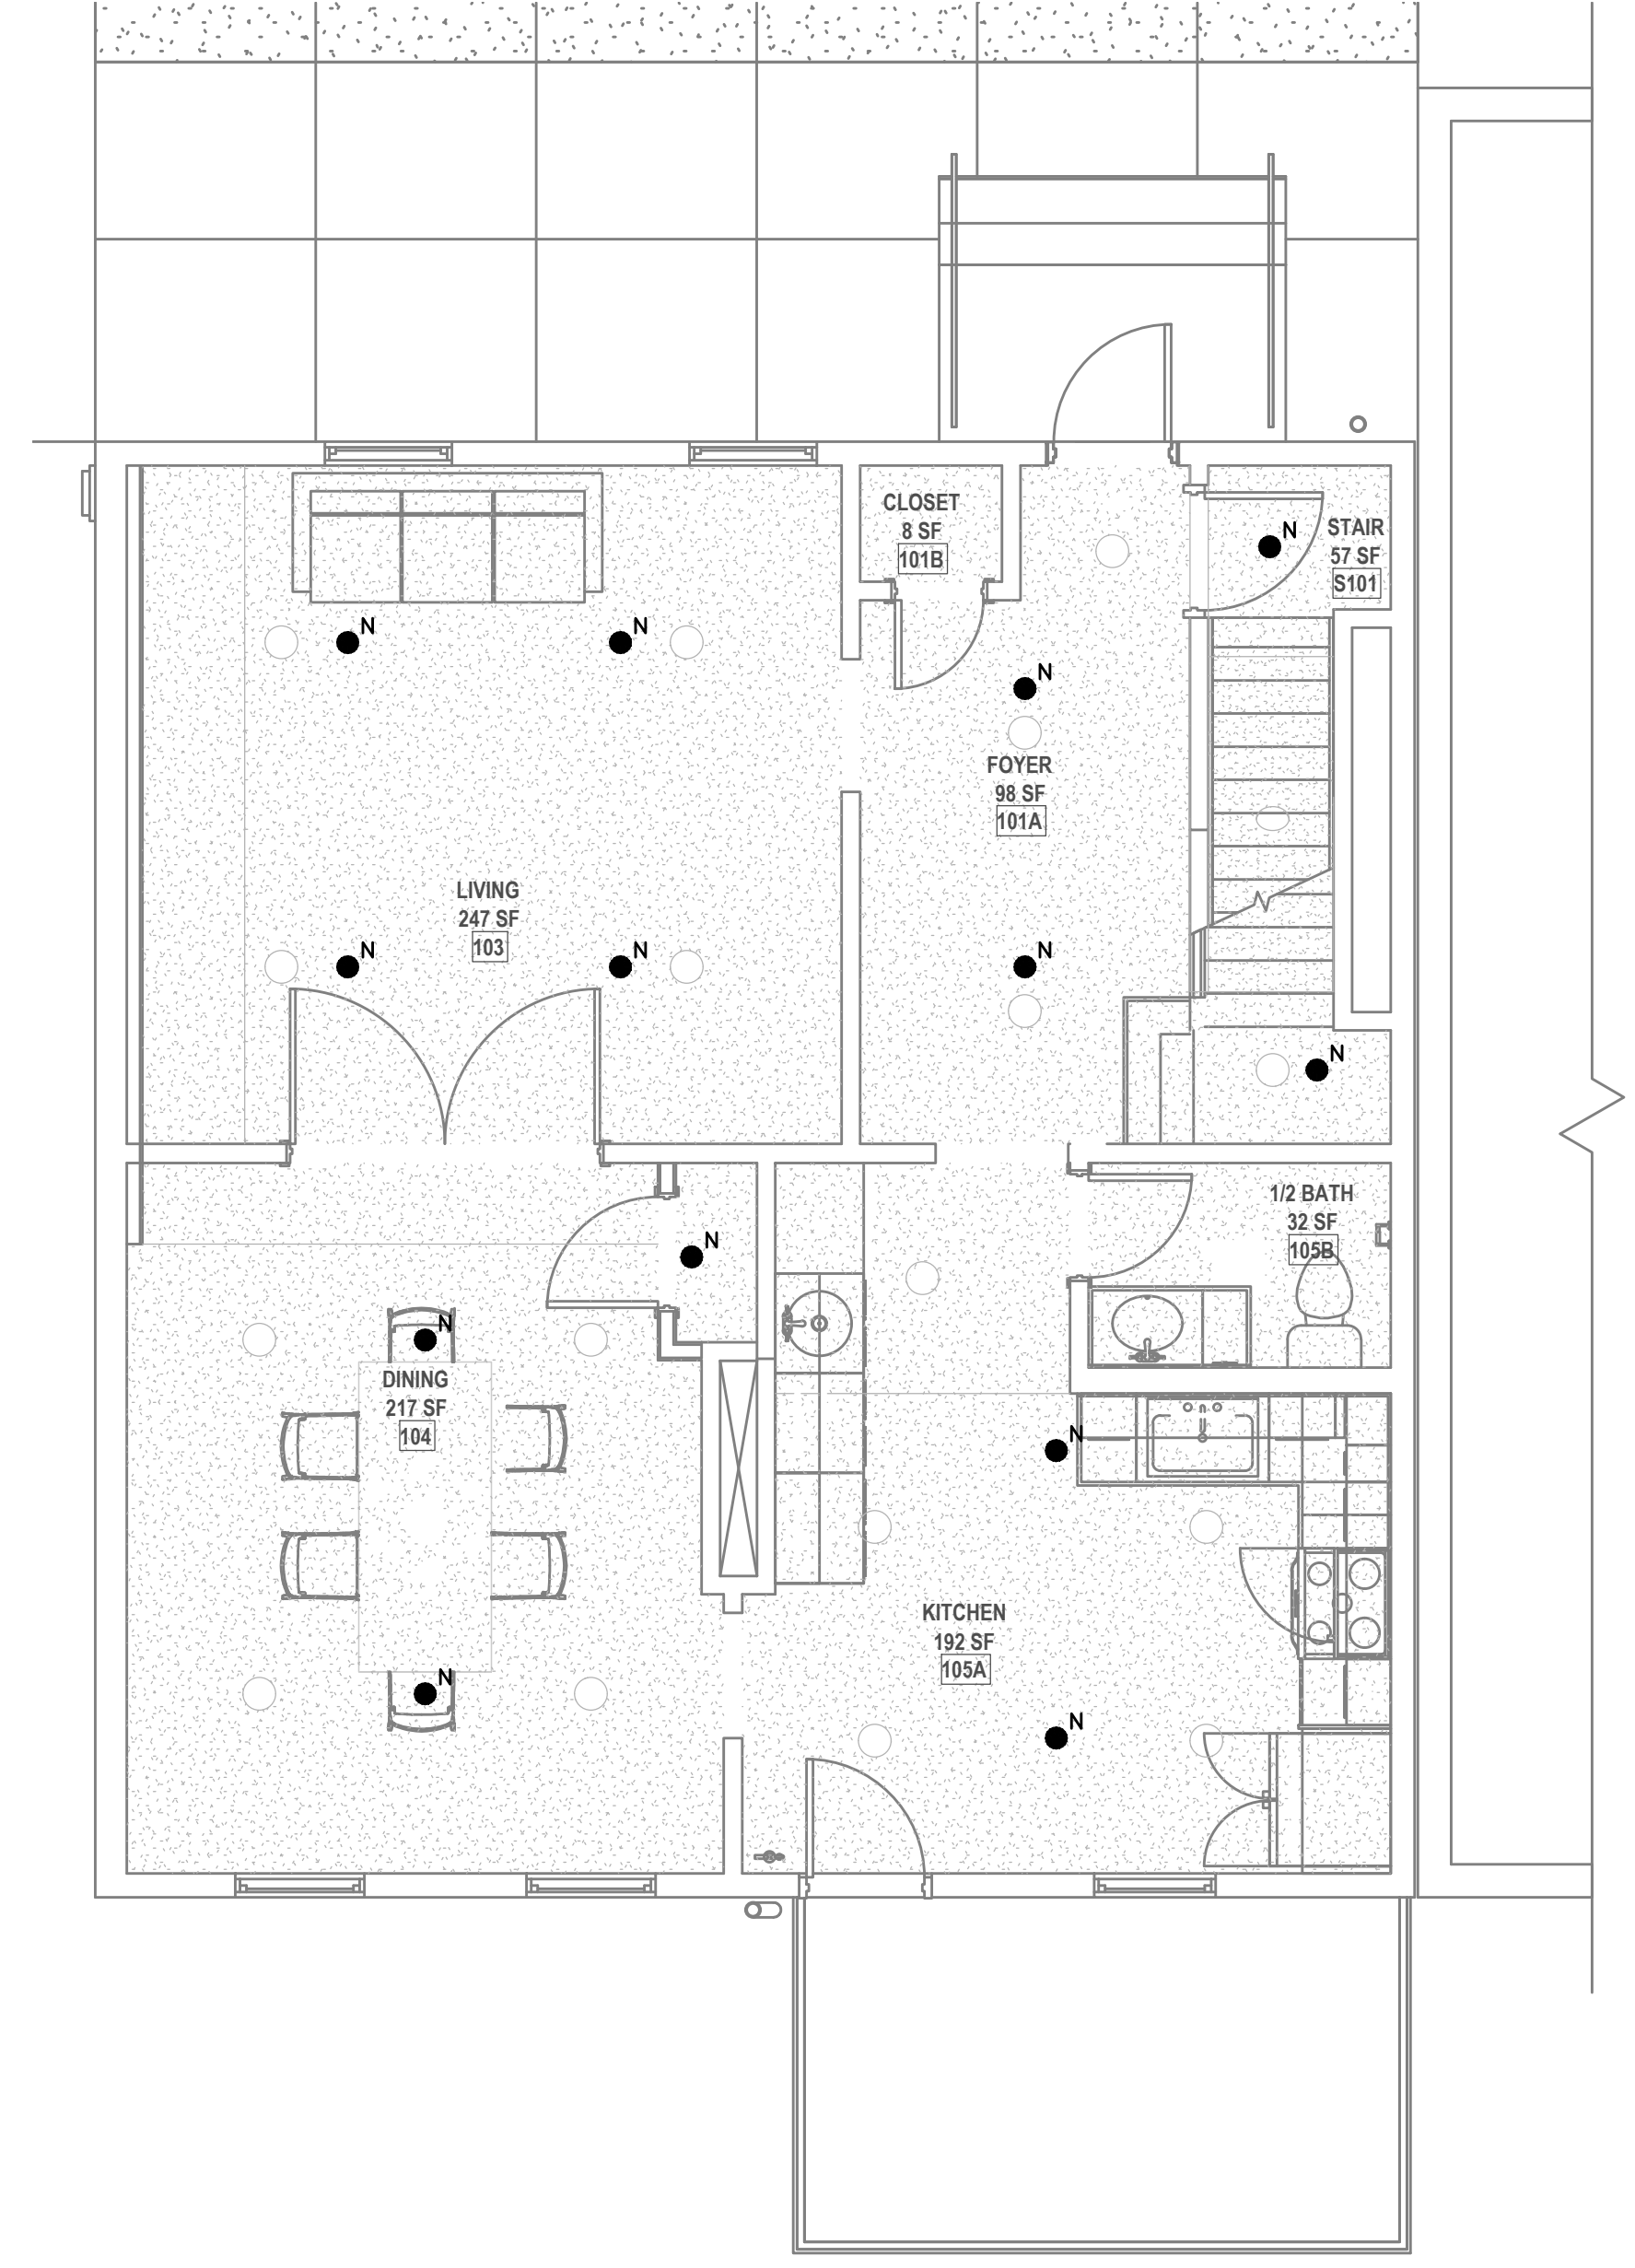 CLOSET
8 SF
101B
N
STAIR
57 SF
S101
N
N
N
FOYER
98 SF
101A
LIVING
247 SF
103
N
N
N
N
1/2 BATH
32 SF
105B
N
N
DINING
217 SF
104
N
KITCHEN
192 SF
105A
N
N